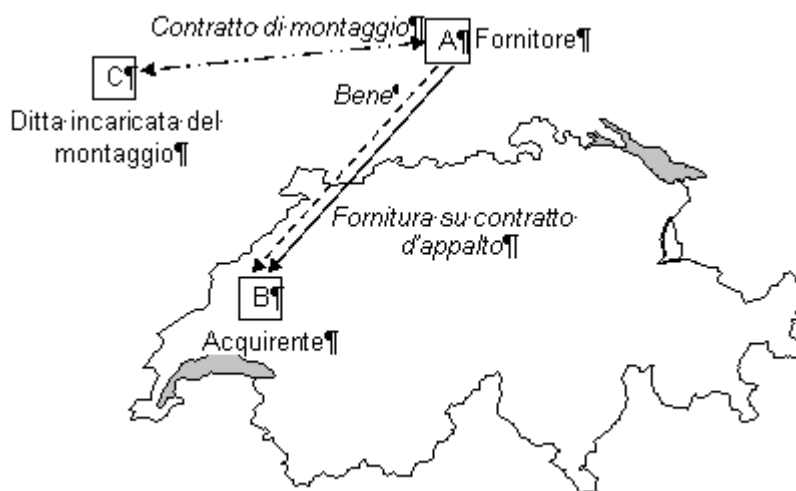 Contratto·di·montaggio¶
A¶ Fornitore¶
C¶
Bene¶
Ditta·incaricata·del·
montaggio¶
Fornitura·su·contratto·
d'appalto¶
B¶
Acquirente¶